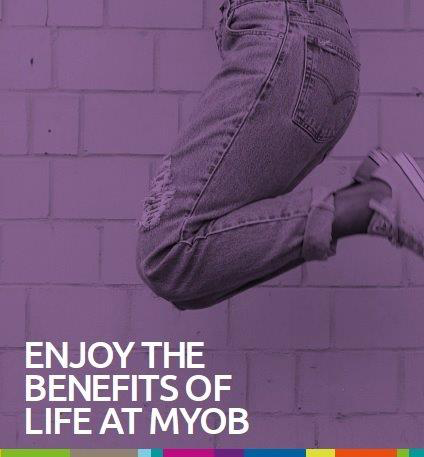 ENJOY THE
BENEFITS OF
LIFE AT MYOB